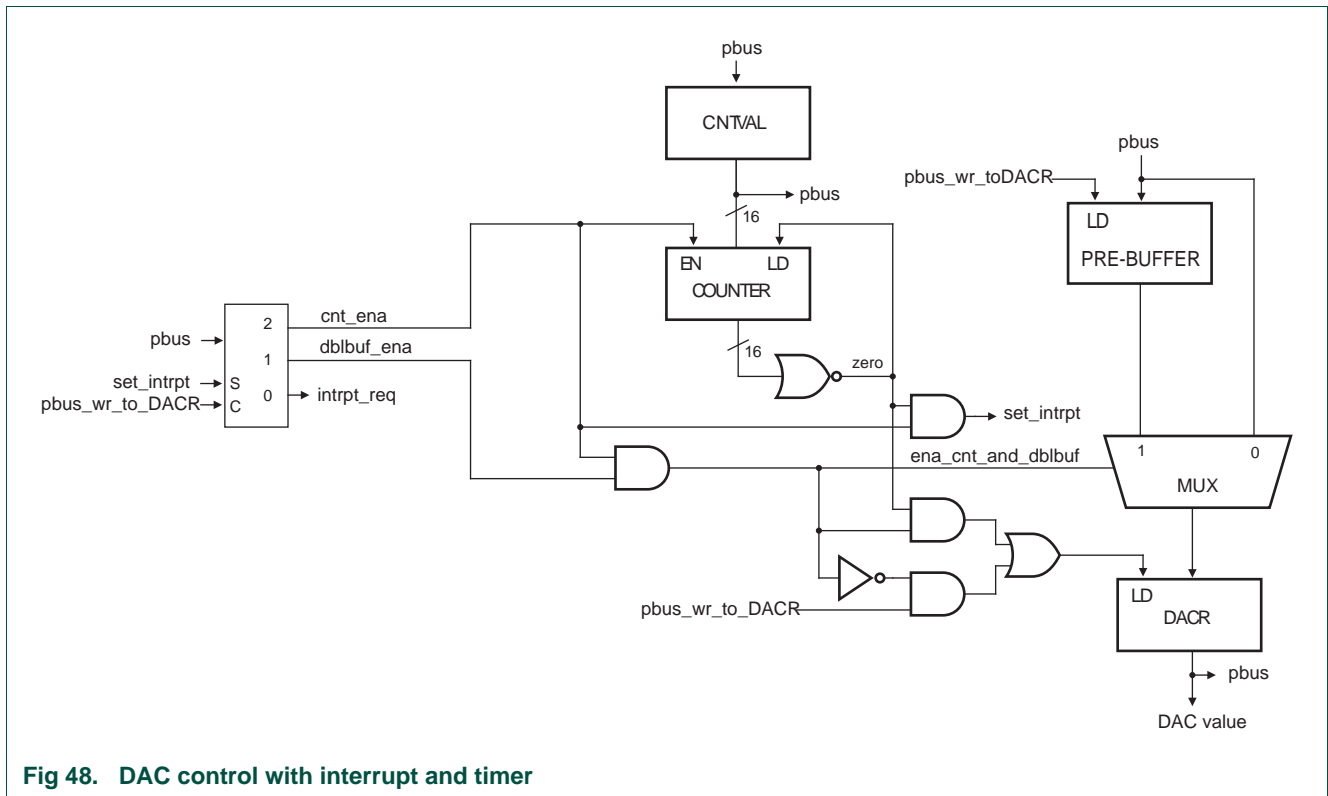 pbus
CNTVAL
pbus
pbus
pbus_wr_toDACR
16
LD
PRE-BUFFER
EN LD
COUNTER
2 cnt_ena
pbus
1 dblbuf_ena
16
zero
set_intrpt S
0 intrpt_req
pbus_wr_to_DACR C
set_intrpt
ena_cnt_and_dblbuf
1 0
MUX
pbus_wr_to_DACR
LD
DACR
pbus
DAC value
Fig 48. DAC control with interrupt and timer